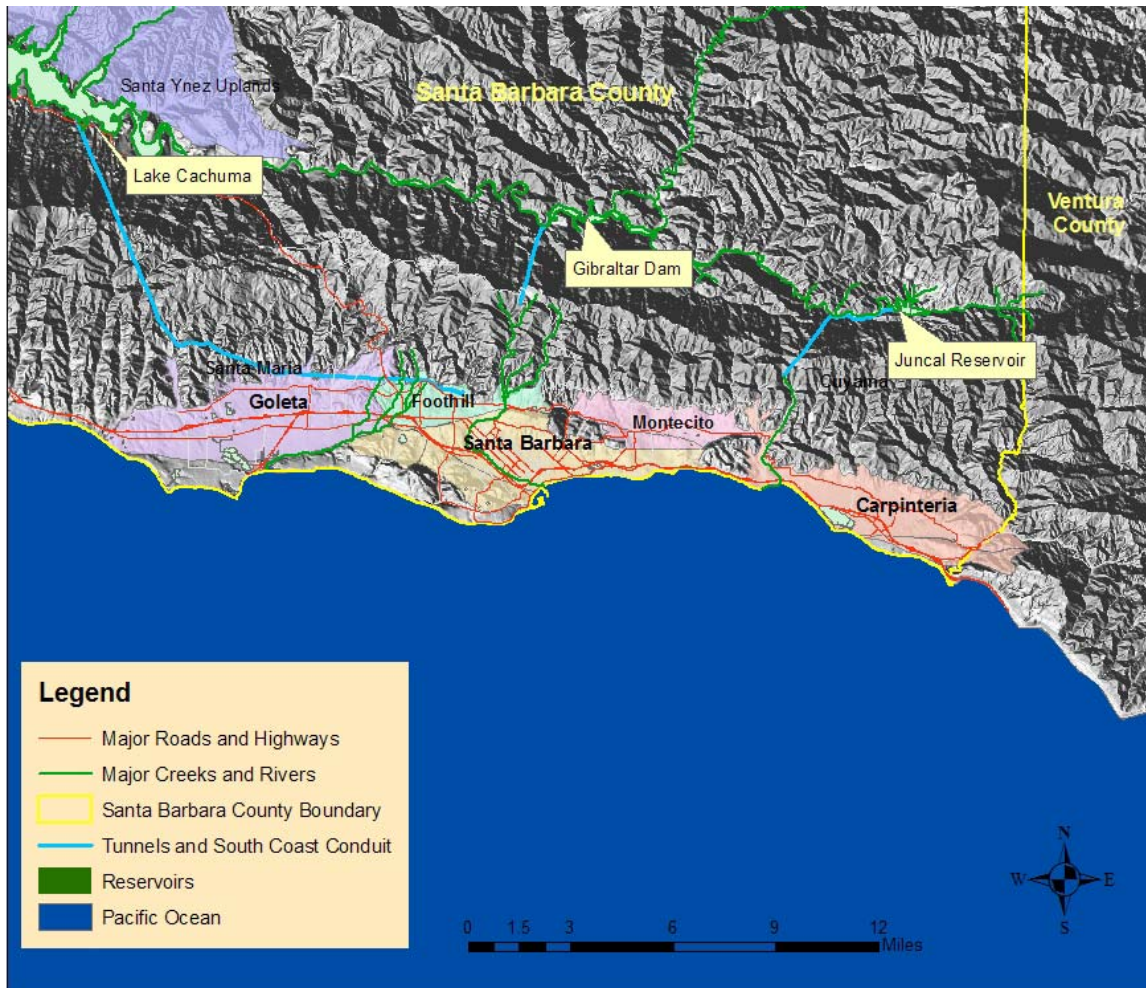 Santa Ynez Uplands
Santa Barbara County
Lake Cachuma
Ventura
County
Gibraltar Dam
Juncal Reservoir
Santa Maria
Cuyama
Goleta
Foothill
Montecito
Santa Barbara
Carpinteria
Legend
Major Roads and Highways
Major Creeks and Rivers
Santa Barbara County Boundary
Tunnels and South Coast Conduit
Reservoirs
Pacific Ocean
0 1.5 3 6 9 12
Miles
N
W E
S